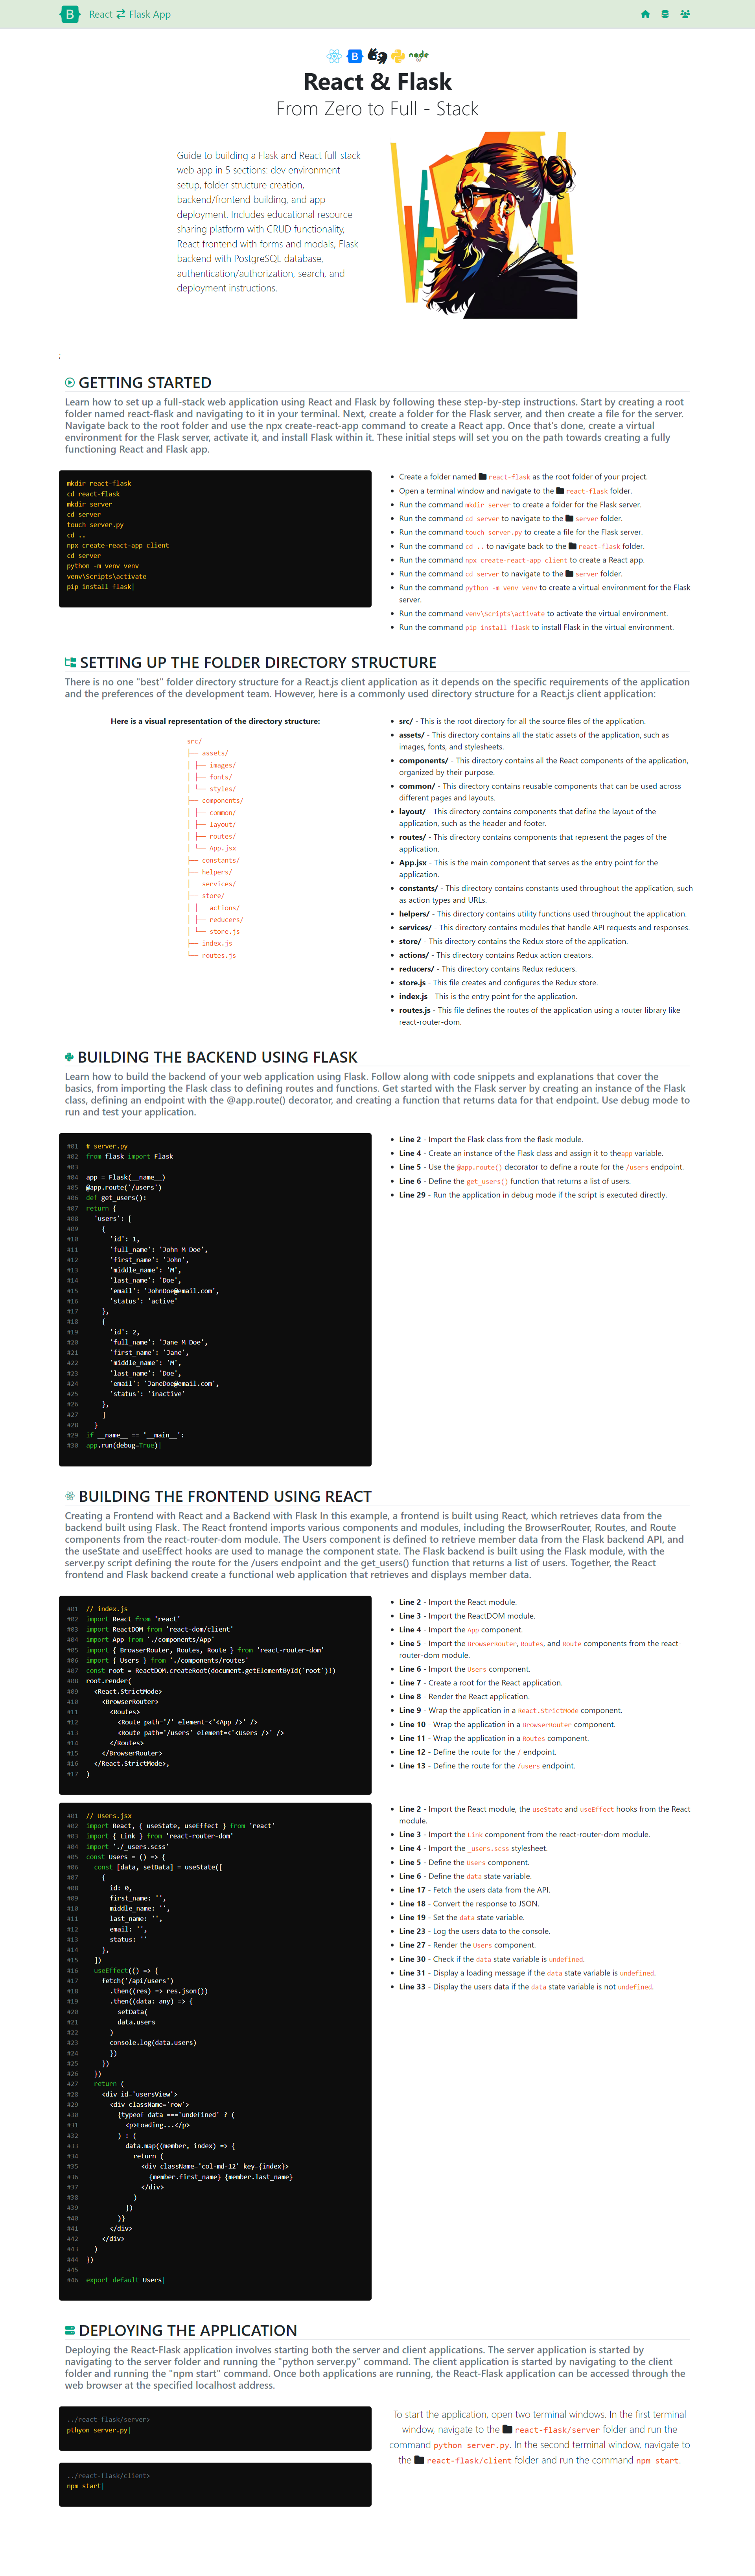 B React ⇄ Flask App
node
React & Flask
From Zero to Full - Stack
Guide to building a Flask and React full-stack
web app in 5 sections: dev environment
setup, folder structure creation,
backend/frontend building, and app
deployment. Includes educational resource
sharing platform with CRUD functionality,
React frontend with forms and modals, Flask
backend with PostgreSQL database,
authentication/authorization, search, and
deployment instructions.
;
GETTING STARTED
Learn how to set up a full-stack web application using React and Flask by following these step-by-step instructions. Start by creating a root
folder named react-flask and navigating to it in your terminal. Next, create a folder for the Flask server, and then create a file for the server.
Navigate back to the root folder and use the npx create-react-app command to create a React app. Once that's done, create a virtual
environment for the Flask server, activate it, and install Flask within it. These initial steps will set you on the path towards creating a fully
functioning React and Flask app.
mkdir react-flask
cd react-flask
mkdir server
cd server
touch server.py
cd ..
npx create-react-app client
cd server
python -m venv venv
venv\Scripts\activate
pip install flask|
• Create a folder named react-flask as the root folder of your project.
• Open a terminal window and navigate to the react-flask folder.
• Run the command mkdir server to create a folder for the Flask server.
• Run the command cd server to navigate to the server folder.
• Run the command touch server.py to create a file for the Flask server.
• Run the command cd .. to navigate back to the react-flask folder.
• Run the command npx create-react-app client to create a React app.
• Run the command cd server to navigate to the server folder.
• Run the command python -m venv venv to create a virtual environment for the Flask
server.
• Run the command venv\Scripts\activate to activate the virtual environment.
• Run the command pip install flask to install Flask in the virtual environment.
SETTING UP THE FOLDER DIRECTORY STRUCTURE
There is no one "best" folder directory structure for a React.js client application as it depends on the specific requirements of the application
and the preferences of the development team. However, here is a commonly used directory structure for a React.js client application:
Here is a visual representation of the directory structure:
src/
├── assets/
│ ├── images/
│ ├── fonts/
│ └── styles/
├── components/
│ ├── common/
│ ├── layout/
│ ├── routes/
│ └── App.jsx
├── constants/
├── helpers/
├── services/
├── store/
│ ├── actions/
│ ├── reducers/
│ └── store.js
├── index.js
└── routes.js
• src/ - This is the root directory for all the source files of the application.
• assets/ - This directory contains all the static assets of the application, such as
images, fonts, and stylesheets.
• components/ - This directory contains all the React components of the application,
organized by their purpose.
• common/ - This directory contains reusable components that can be used across
different pages and layouts.
• layout/ - This directory contains components that define the layout of the
application, such as the header and footer.
• routes/ - This directory contains components that represent the pages of the
application.
• App.jsx - This is the main component that serves as the entry point for the
application.
• constants/ - This directory contains constants used throughout the application, such
as action types and URLs.
• helpers/ - This directory contains utility functions used throughout the application.
• services/ - This directory contains modules that handle API requests and responses.
• store/ - This directory contains the Redux store of the application.
• actions/ - This directory contains Redux action creators.
• reducers/ - This directory contains Redux reducers.
• store.js - This file creates and configures the Redux store.
• index.js - This is the entry point for the application.
• routes.js - This file defines the routes of the application using a router library like
react-router-dom.
BUILDING THE BACKEND USING FLASK
Learn how to build the backend of your web application using Flask. Follow along with code snippets and explanations that cover the
basics, from importing the Flask class to defining routes and functions. Get started with the Flask server by creating an instance of the Flask
class, defining an endpoint with the @app.route() decorator, and creating a function that returns data for that endpoint. Use debug mode to
run and test your application.
#01 # server.py
#02 from flask import Flask
#03
#04 app = Flask(__name__)
#05 @app.route('/users')
#06 def get_users():
#07 return {
#08 'users': [
#09 {
#10 'id': 1,
#11 'full_name': 'John M Doe',
#12 'first_name': 'John',
#13 'middle_name': 'M',
#14 'last_name': 'Doe',
#15 'email': 'JohnDoe@email.com',
#16 'status': 'active'
#17 },
#18 {
#19 'id': 2,
#20 'full_name': 'Jane M Doe',
#21 'first_name': 'Jane',
#22 'middle_name': 'M',
#23 'last_name': 'Doe',
#24 'email': 'JaneDoe@email.com',
#25 'status': 'inactive'
#26 },
#27 ]
#28 }
#29 if __name__ == '__main__':
#30 app.run(debug=True)|
• Line 2 - Import the Flask class from the flask module.
• Line 4 - Create an instance of the Flask class and assign it to theapp variable.
• Line 5 - Use the @app.route() decorator to define a route for the /users endpoint.
• Line 6 - Define the get_users() function that returns a list of users.
• Line 29 - Run the application in debug mode if the script is executed directly.
BUILDING THE FRONTEND USING REACT
Creating a Frontend with React and a Backend with Flask In this example, a frontend is built using React, which retrieves data from the
backend built using Flask. The React frontend imports various components and modules, including the BrowserRouter, Routes, and Route
components from the react-router-dom module. The Users component is defined to retrieve member data from the Flask backend API, and
the useState and useEffect hooks are used to manage the component state. The Flask backend is built using the Flask module, with the
server.py script defining the route for the /users endpoint and the get_users() function that returns a list of users. Together, the React
frontend and Flask backend create a functional web application that retrieves and displays member data.
#01 // index.js
#02 import React from 'react'
#03 import ReactDOM from 'react-dom/client'
#04 import App from './components/App'
#05 import { BrowserRouter, Routes, Route } from 'react-router-dom'
#06 import { Users } from './components/routes'
#07 const root = ReactDOM.createRoot(document.getElementById('root')!)
#08 root.render(
#09 <React.StrictMode>
#10 <BrowserRouter>
#11 <Routes>
#12 <Route path='/' element=<'<App />' />
#13 <Route path='/users' element=<'<Users />' />
#14 </Routes>
#15 </BrowserRouter>
#16 </React.StrictMode>,
#17 )
• Line 2 - Import the React module.
• Line 3 - Import the ReactDOM module.
• Line 4 - Import the App component.
• Line 5 - Import the BrowserRouter, Routes, and Route components from the react-
router-dom module.
• Line 6 - Import the Users component.
• Line 7 - Create a root for the React application.
• Line 8 - Render the React application.
• Line 9 - Wrap the application in a React.StrictMode component.
• Line 10 - Wrap the application in a BrowserRouter component.
• Line 11 - Wrap the application in a Routes component.
• Line 12 - Define the route for the / endpoint.
• Line 13 - Define the route for the /users endpoint.
#01 // Users.jsx
#02 import React, { useState, useEffect } from 'react'
#03 import { Link } from 'react-router-dom'
#04 import './_users.scss'
#05 const Users = () => {
#06 const [data, setData] = useState([
#07 {
#08 id: 0,
#09 first_name: '',
#10 middle_name: '',
#11 last_name: '',
#12 email: '',
#13 status: ''
#14 },
#15 ])
#16 useEffect(() => {
#17 fetch('/api/users')
#18 .then((res) => res.json())
#19 .then((data: any) => {
#20 setData(
#21 data.users
#22 )
#23 console.log(data.users)
#24 })
#25 })
#26 })
#27 return (
#28 <div id='usersView'>
#29 <div className='row'>
#30 {typeof data ==='undefined' ? (
#31 <p>Loading...</p>
#32 ) : (
#33 data.map((member, index) => {
#34 return (
#35 <div className='col-md-12' key={index}>
#36 {member.first_name} {member.last_name}
#37 </div>
#38 )
#39 })
#40 )}
#41 </div>
#42 </div>
#43 )
#44 })
#45
#46 export default Users|
• Line 2 - Import the React module, the useState and useEffect hooks from the React
module.
• Line 3 - Import the Link component from the react-router-dom module.
• Line 4 - Import the _users.scss stylesheet.
• Line 5 - Define the Users component.
• Line 6 - Define the data state variable.
• Line 17 - Fetch the users data from the API.
• Line 18 - Convert the response to JSON.
• Line 19 - Set the data state variable.
• Line 23 - Log the users data to the console.
• Line 27 - Render the Users component.
• Line 30 - Check if the data state variable is undefined.
• Line 31 - Display a loading message if the data state variable is undefined.
• Line 33 - Display the users data if the data state variable is not undefined.
DEPLOYING THE APPLICATION
Deploying the React-Flask application involves starting both the server and client applications. The server application is started by
navigating to the server folder and running the "python server.py" command. The client application is started by navigating to the client
folder and running the "npm start" command. Once both applications are running, the React-Flask application can be accessed through the
web browser at the specified localhost address.
../react-flask/server>
pthyon server.py|
../react-flask/client>
npm start|
To start the application, open two terminal windows. In the first terminal
window, navigate to the react-flask/server folder and run the
command python server.py. In the second terminal window, navigate to
the react-flask/client folder and run the command npm start.